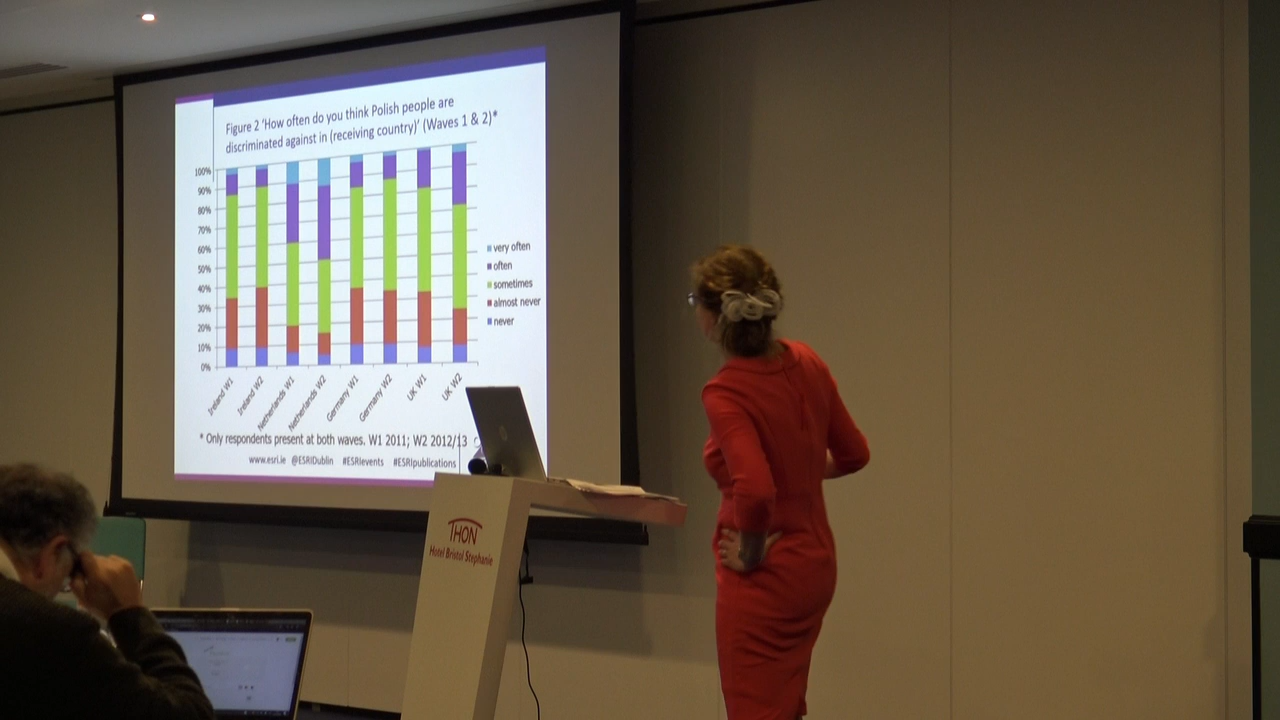 Figure 2 'How often do you think Polish people are
discriminated against in (receiving country)' (Waves 1 & 2)*
100%
90%
80%
70%
60%
50%
40%
30%
20%
10%
0%
very often
often
sometimes
almost never
never
Ireland W1
Ireland W2
Netherlands W1
Netherlands W2
Germany W1
Germany W2
UK W1
UK W2
* Only respondents present at both waves. W1 2011; W2 2012/13
www.esri.ie @ESRIDublin #ESRIevents #ESRIpublications
THON
Hotel Bristol Stephanie